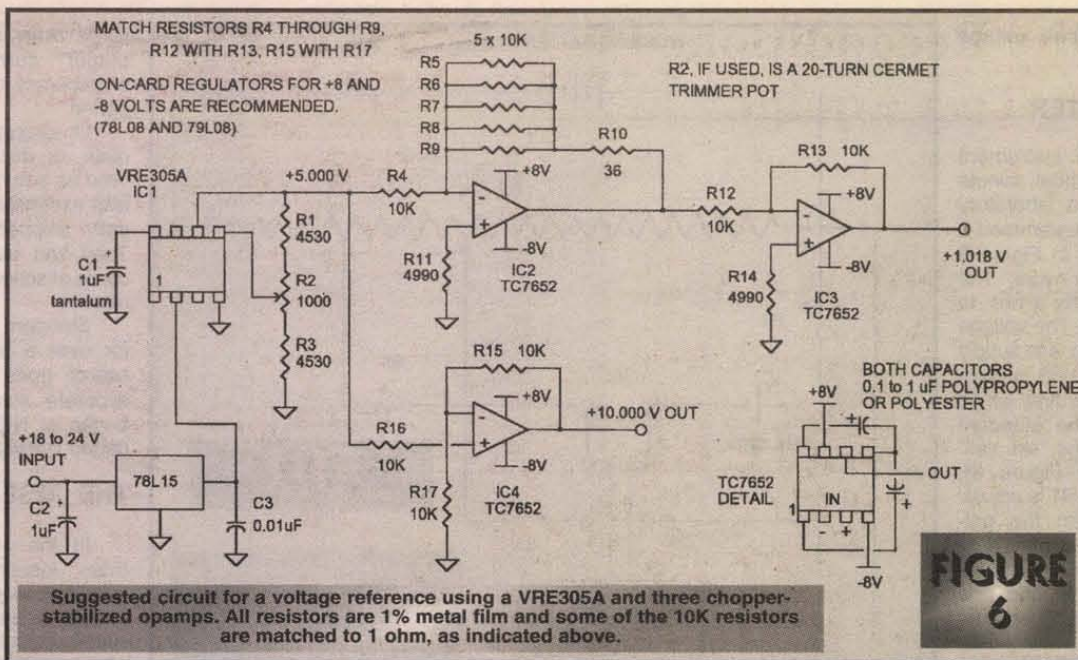 MATCH RESISTORS R4 THROUGH R9,
R12 WITH R13, R15 WITH R17
ON-CARD REGULATORS FOR +8 AND
-8 VOLTS ARE RECOMMENDED.
(78L08 AND 79L08)
5 x 10K
R5
R6
R7
R8
R9
R2, IF USED, IS A 20-TURN CERMET
TRIMMER POT
VRE305A
IC1
+5.000 V
R4
10K
R10
36
-
+
+8V
-8V
IC2
TC7652
R11
4990
R12
10K
R13 10K
-
+
+8V
-8V
IC3
TC7652
R14
4990
+1.018 V
OUT
C1
1uF
tantalum
1
R1
4530
R2
1000
R3
4530
R15 10K
-
+
+8V
-8V
IC4
TC7652
+10.000 V OUT
R16
10K
R17
10K
+18 to 24 V
INPUT
78L15
C2 +
1uF
C3
0.01uF
BOTH CAPACITORS
0.1 to 1 uF POLYPROPYLENE
OR POLYESTER
+8V
+
TC7652
DETAIL
IN
OUT
1
- +
+
-8V
FIGURE
6
Suggested circuit for a voltage reference using a VRE305A and three chopper-
stabilized opamps. All resistors are 1% metal film and some of the 10K resistors
are matched to 1 ohm, as indicated above.